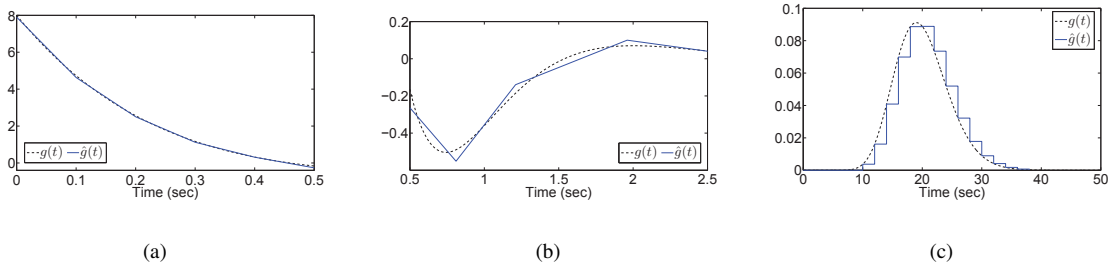 8
6
4
2
0
g(t) ĝ(t)
0 0.1 0.2 0.3 0.4 0.5
Time (sec)
(a)
0.2
0
−0.2
−0.4
g(t) ĝ(t)
0.5 1 1.5 2 2.5
Time (sec)
(b)
0.1
0.08
0.06
0.04
0.02
0
g(t)
ĝ(t)
0 10 20 30 40 50
Time (sec)
(c)